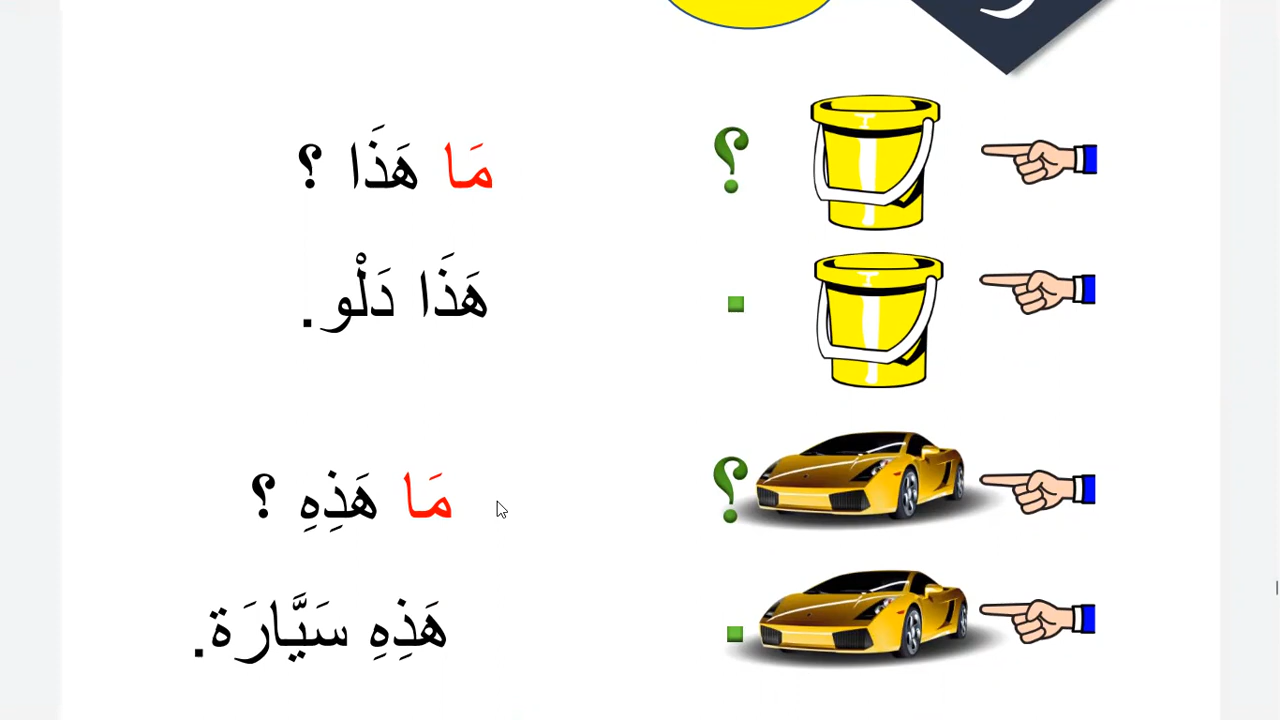 مَا هَذَا ؟
؟
هَذَا دَلْو.
مَا هَذِهِ ؟
؟
هَذِهِ سَيَّارَة.